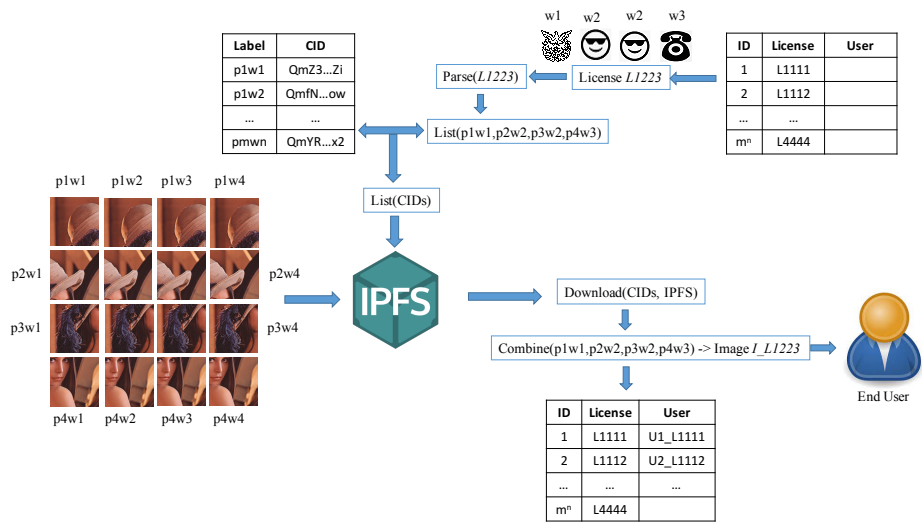 w1 w2 w2 w3
Label CID
p1w1 QmZ3...Zi
p1w2 QmfN...ow
... ...
pmwn QmYR...x2
Parse(L1223)
License L1223
ID License User
1 L1111
2 L1112
... ...
mⁿ L4444
List(p1w1,p2w2,p3w2,p4w3)
List(CIDs)
p1w1 p1w2 p1w3 p1w4
p2w1 p2w4
p3w1 p3w4
p4w1 p4w2 p4w3 p4w4
IPFS
Download(CIDs, IPFS)
Combine(p1w1,p2w2,p3w2,p4w3) -> Image I_L1223
End User
ID License User
1 L1111 U1_L1111
2 L1112 U2_L1112
... ... ...
mⁿ L4444